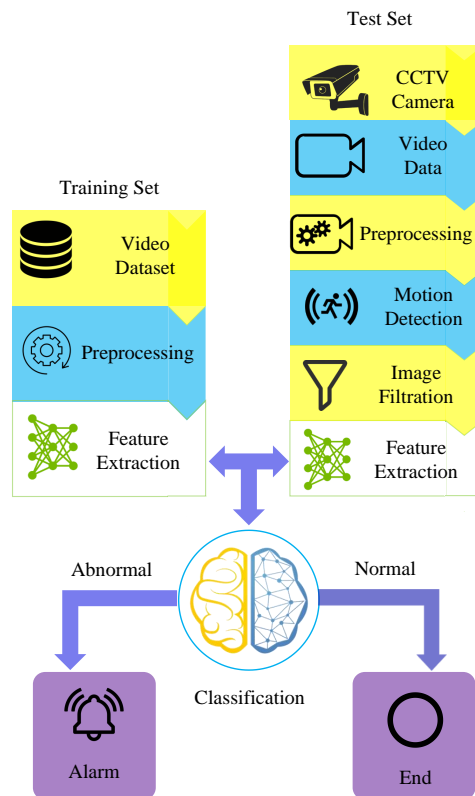 Test Set
CCTV
Camera
Video
Data
Preprocessing
Motion
Detection
Image
Filtration
Feature
Extraction
Training Set
Video
Dataset
Preprocessing
Feature
Extraction
Abnormal
Normal
Classification
Alarm
End